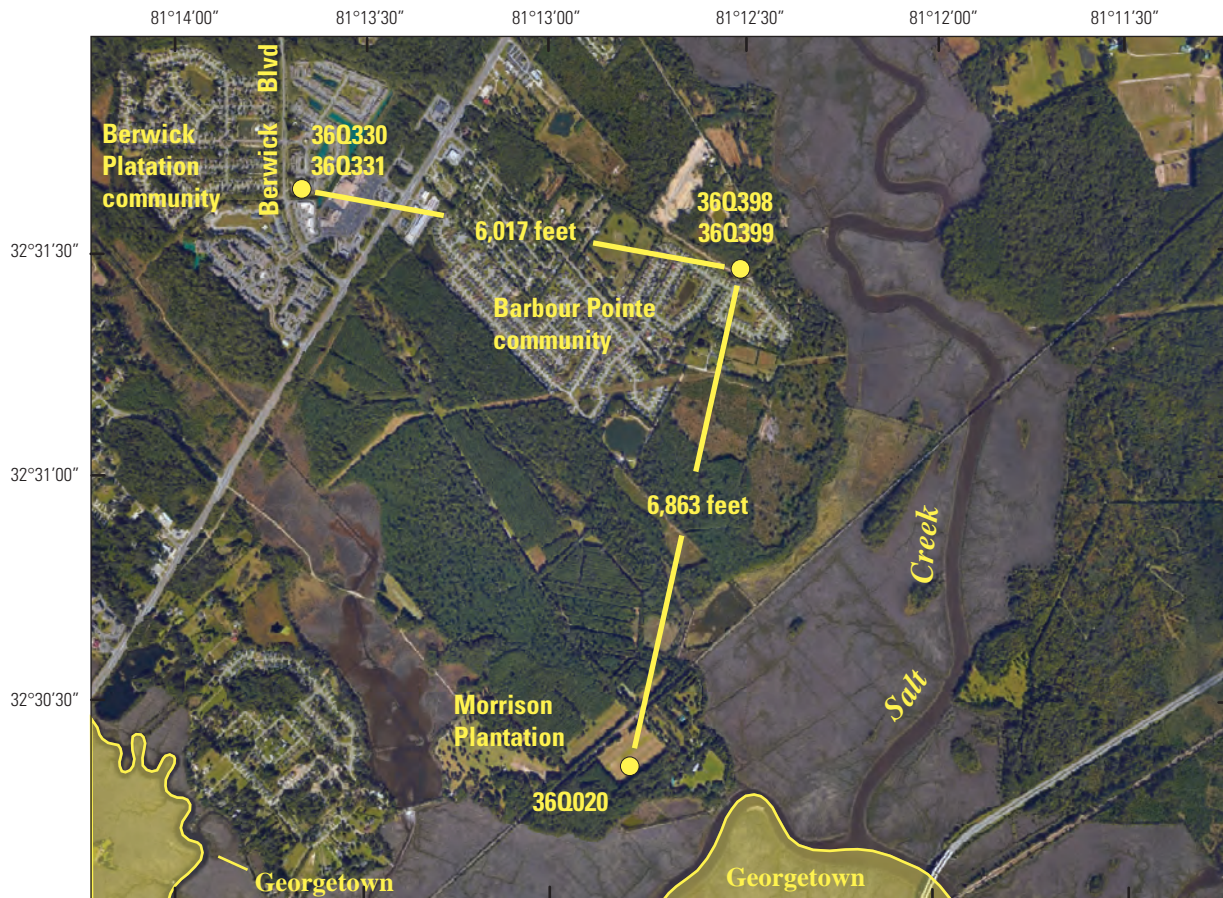 81°14′00″ 81°13′30″ 81°13′00″ 81°12′30″ 81°12′00″ 81°11′30″
Berwick Blvd
Berwick
Platation
community
36Q330
36Q331
36Q398
36Q399
6,017 feet
32°31′30″
Barbour Pointe
community
32°31′00″
6,863 feet
Creek
Salt
32°30′30″
Morrison
Plantation
36Q020
Georgetown
Georgetown